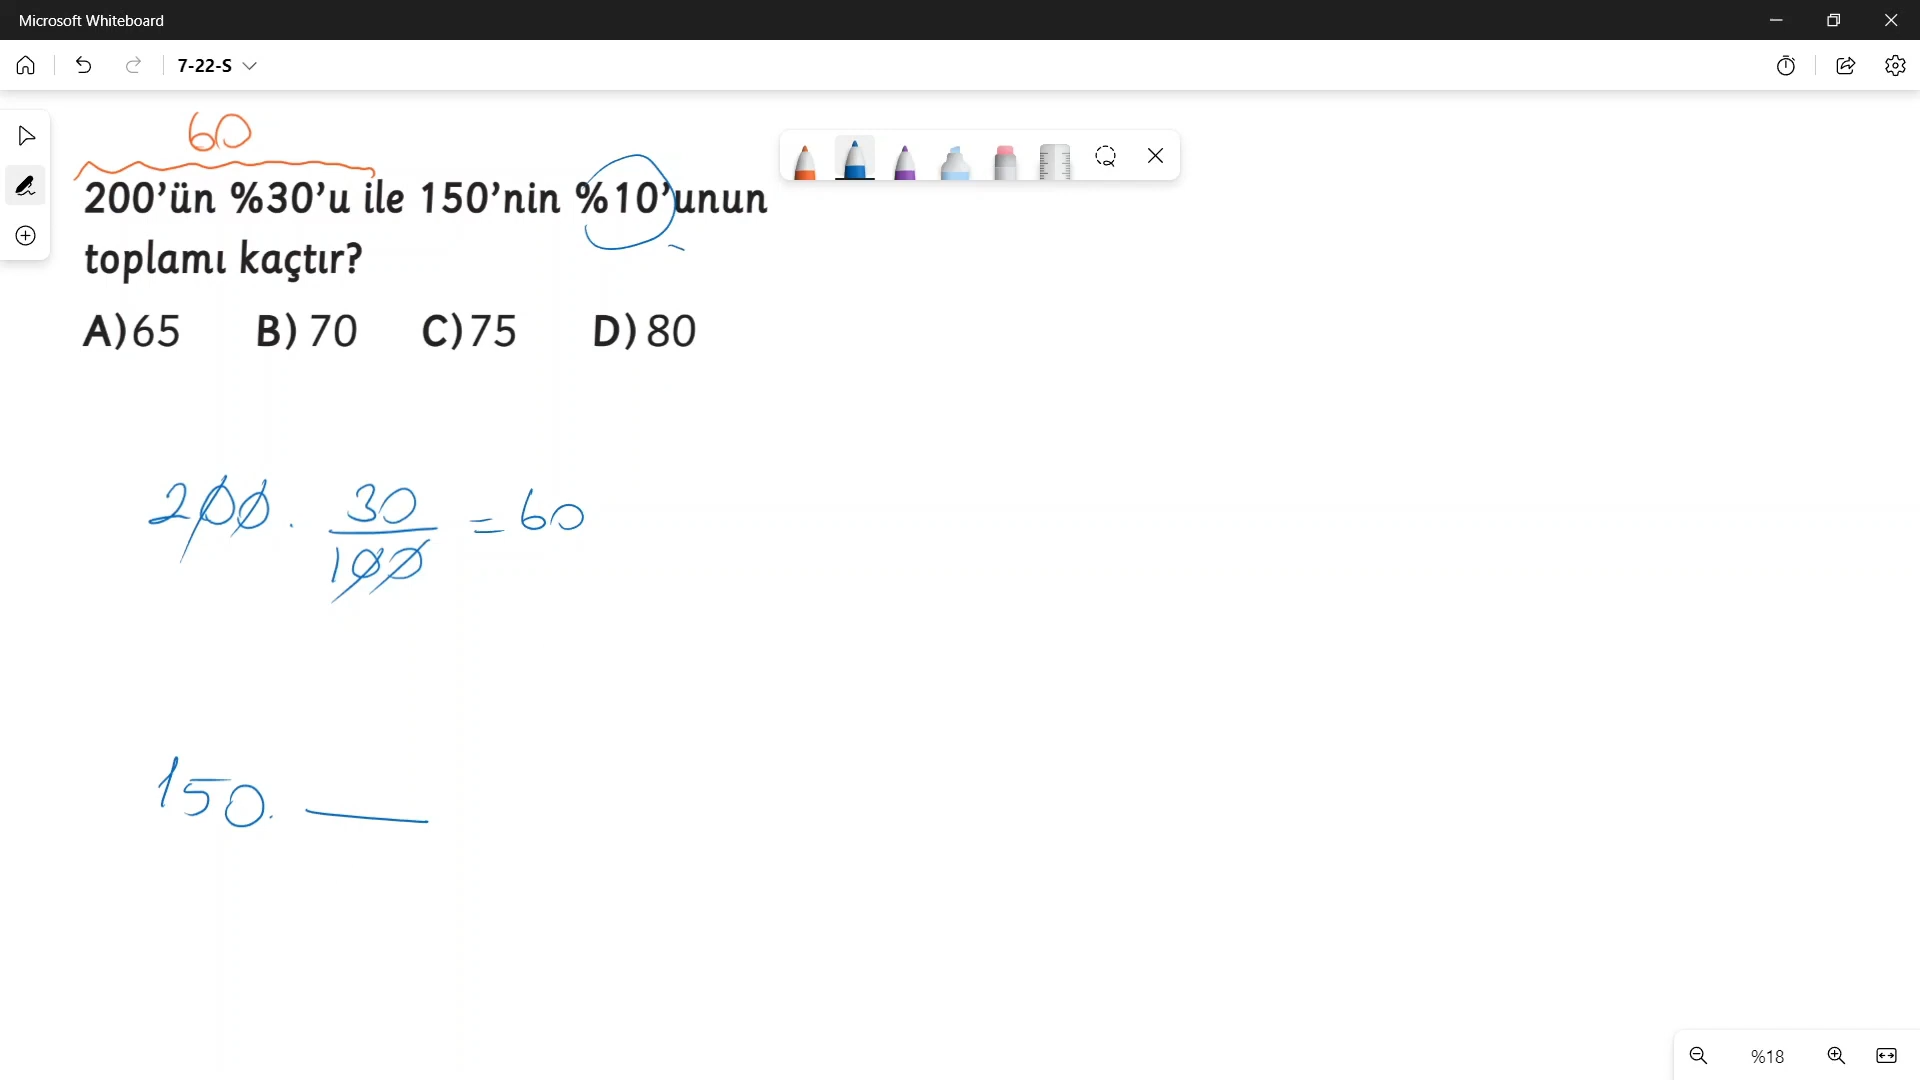 Microsoft Whiteboard
7-22-S
60
200'ün %30'u ile 150'nin %10'unun
toplamı kaçtır?
A) 65 B) 70 C) 75 D) 80
200 . 30/100 = 60
150 .
%18